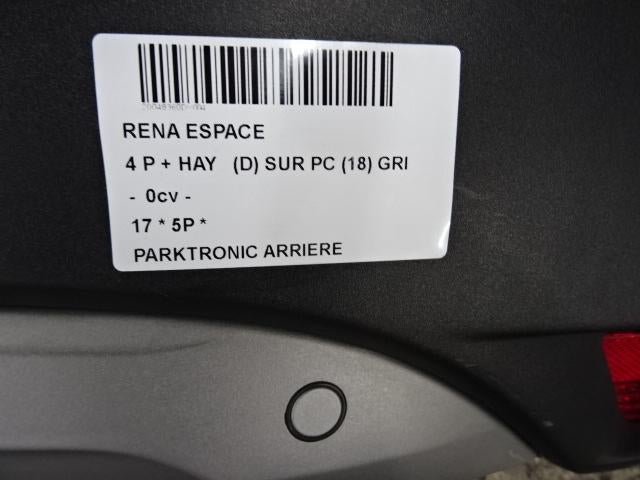 RENA ESPACE
4 P + HAY (D) SUR PC (18) GRI
- 0cv -
17 * 5P *
PARKTRONIC ARRIERE